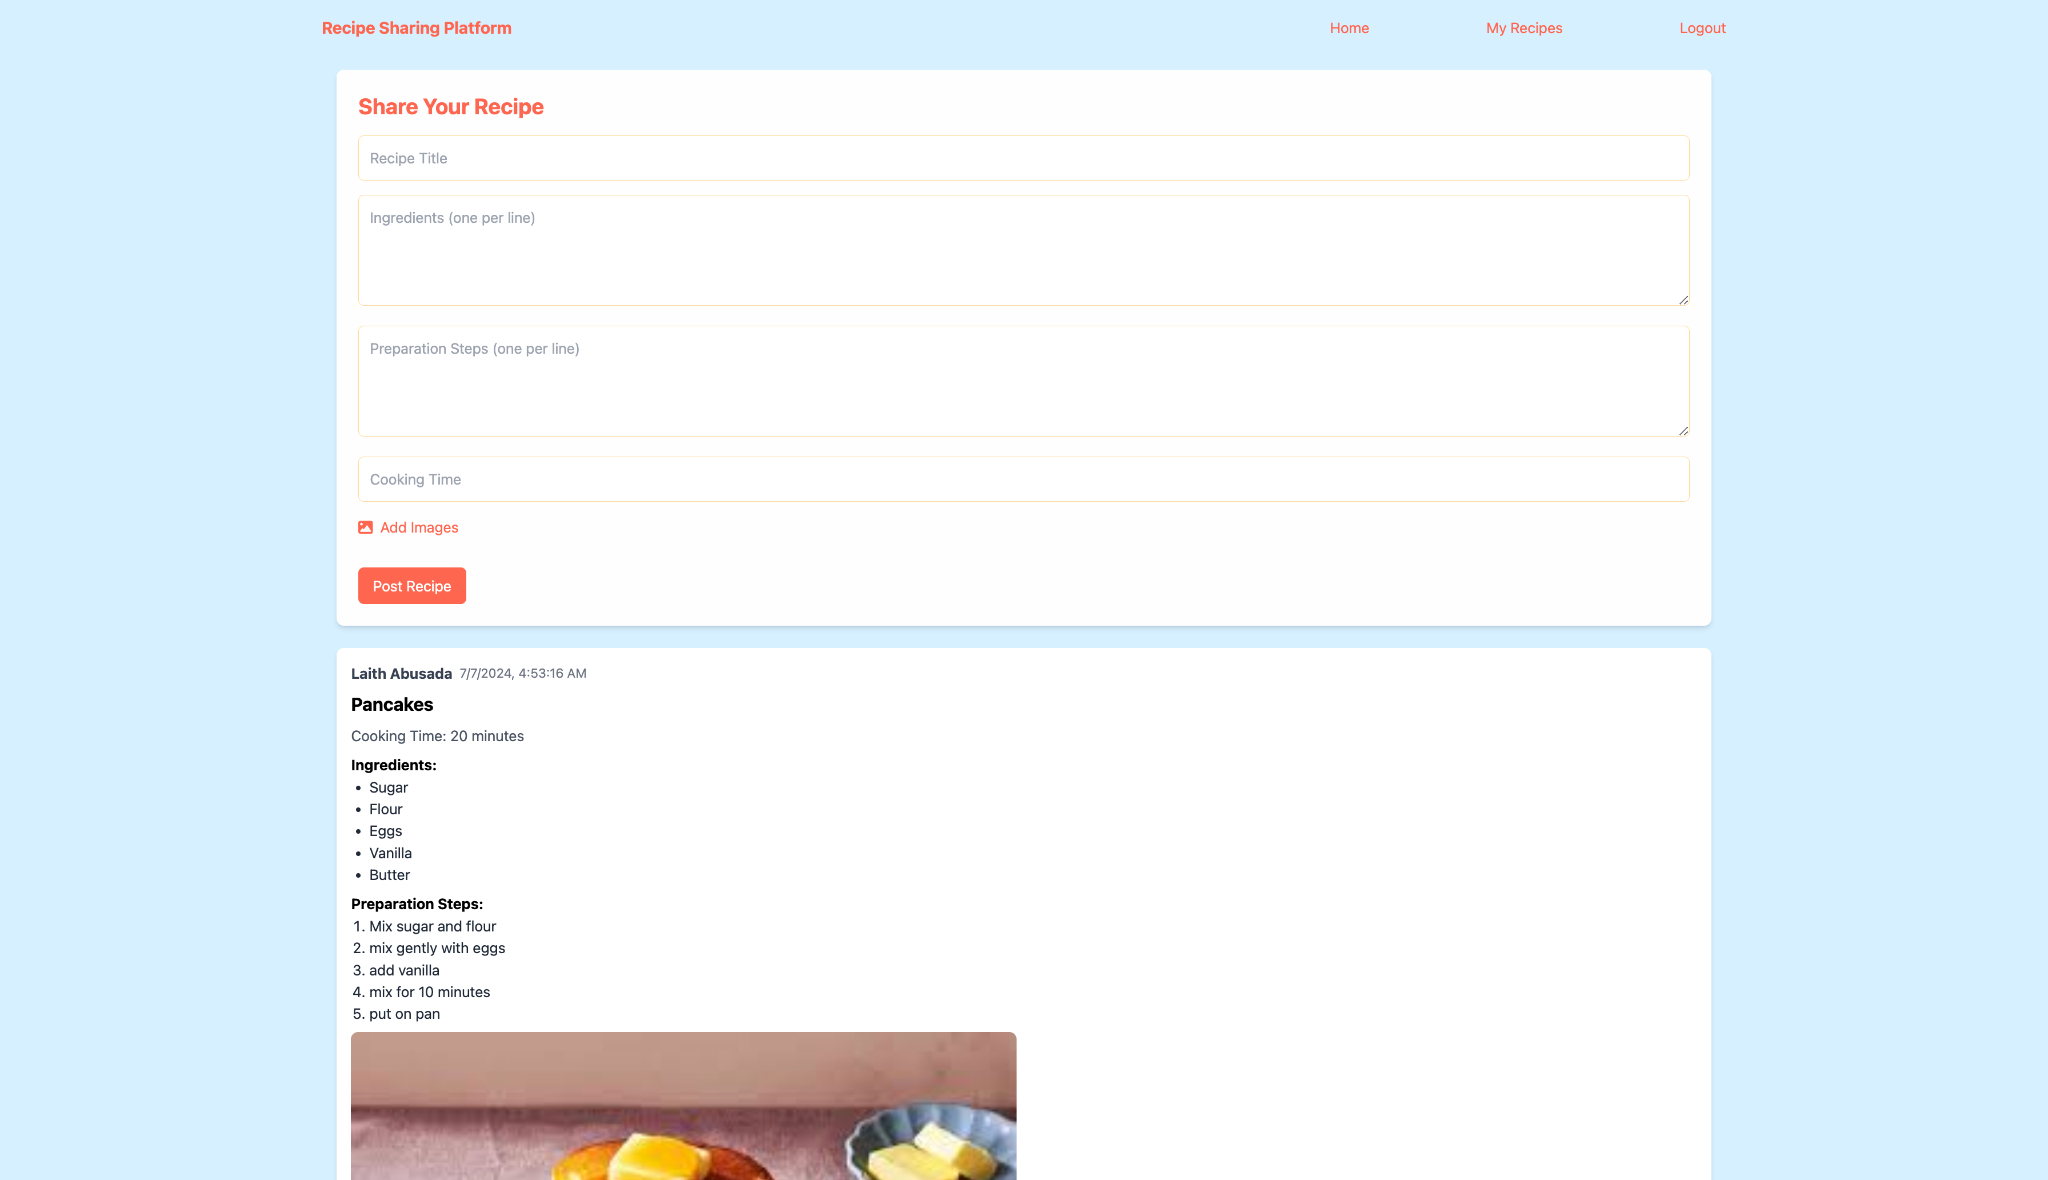 Recipe Sharing Platform
Home
My Recipes
Logout
Share Your Recipe
Recipe Title
Ingredients (one per line)
Preparation Steps (one per line)
Cooking Time
Add Images
Post Recipe
Laith Abusada 7/7/2024, 4:53:16 AM
Pancakes
Cooking Time: 20 minutes
Ingredients:
• Sugar
• Flour
• Eggs
• Vanilla
• Butter
Preparation Steps:
1. Mix sugar and flour
2. mix gently with eggs
3. add vanilla
4. mix for 10 minutes
5. put on pan